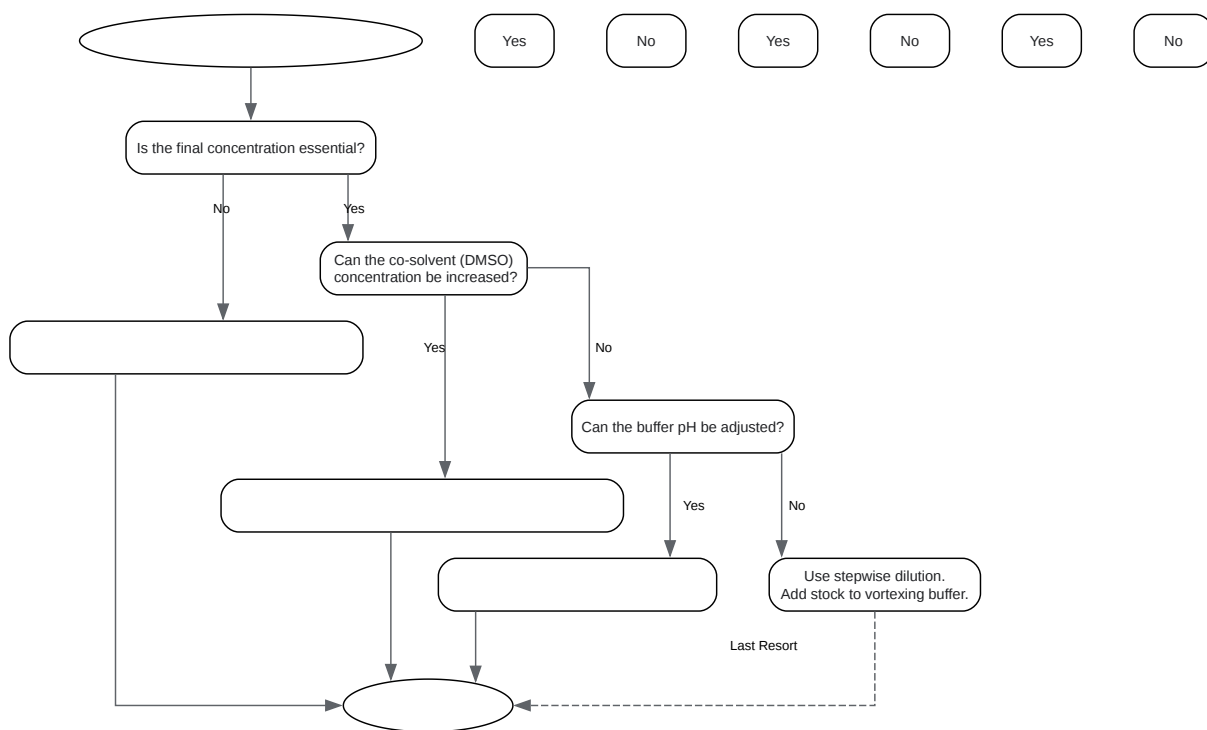 Yes
No
Yes
No
Yes
No
Is the final concentration essential?
No
Yes
Can the co-solvent (DMSO)
concentration be increased?
Yes
No
Can the buffer pH be adjusted?
Yes
No
Use stepwise dilution.
Add stock to vortexing buffer.
Last Resort